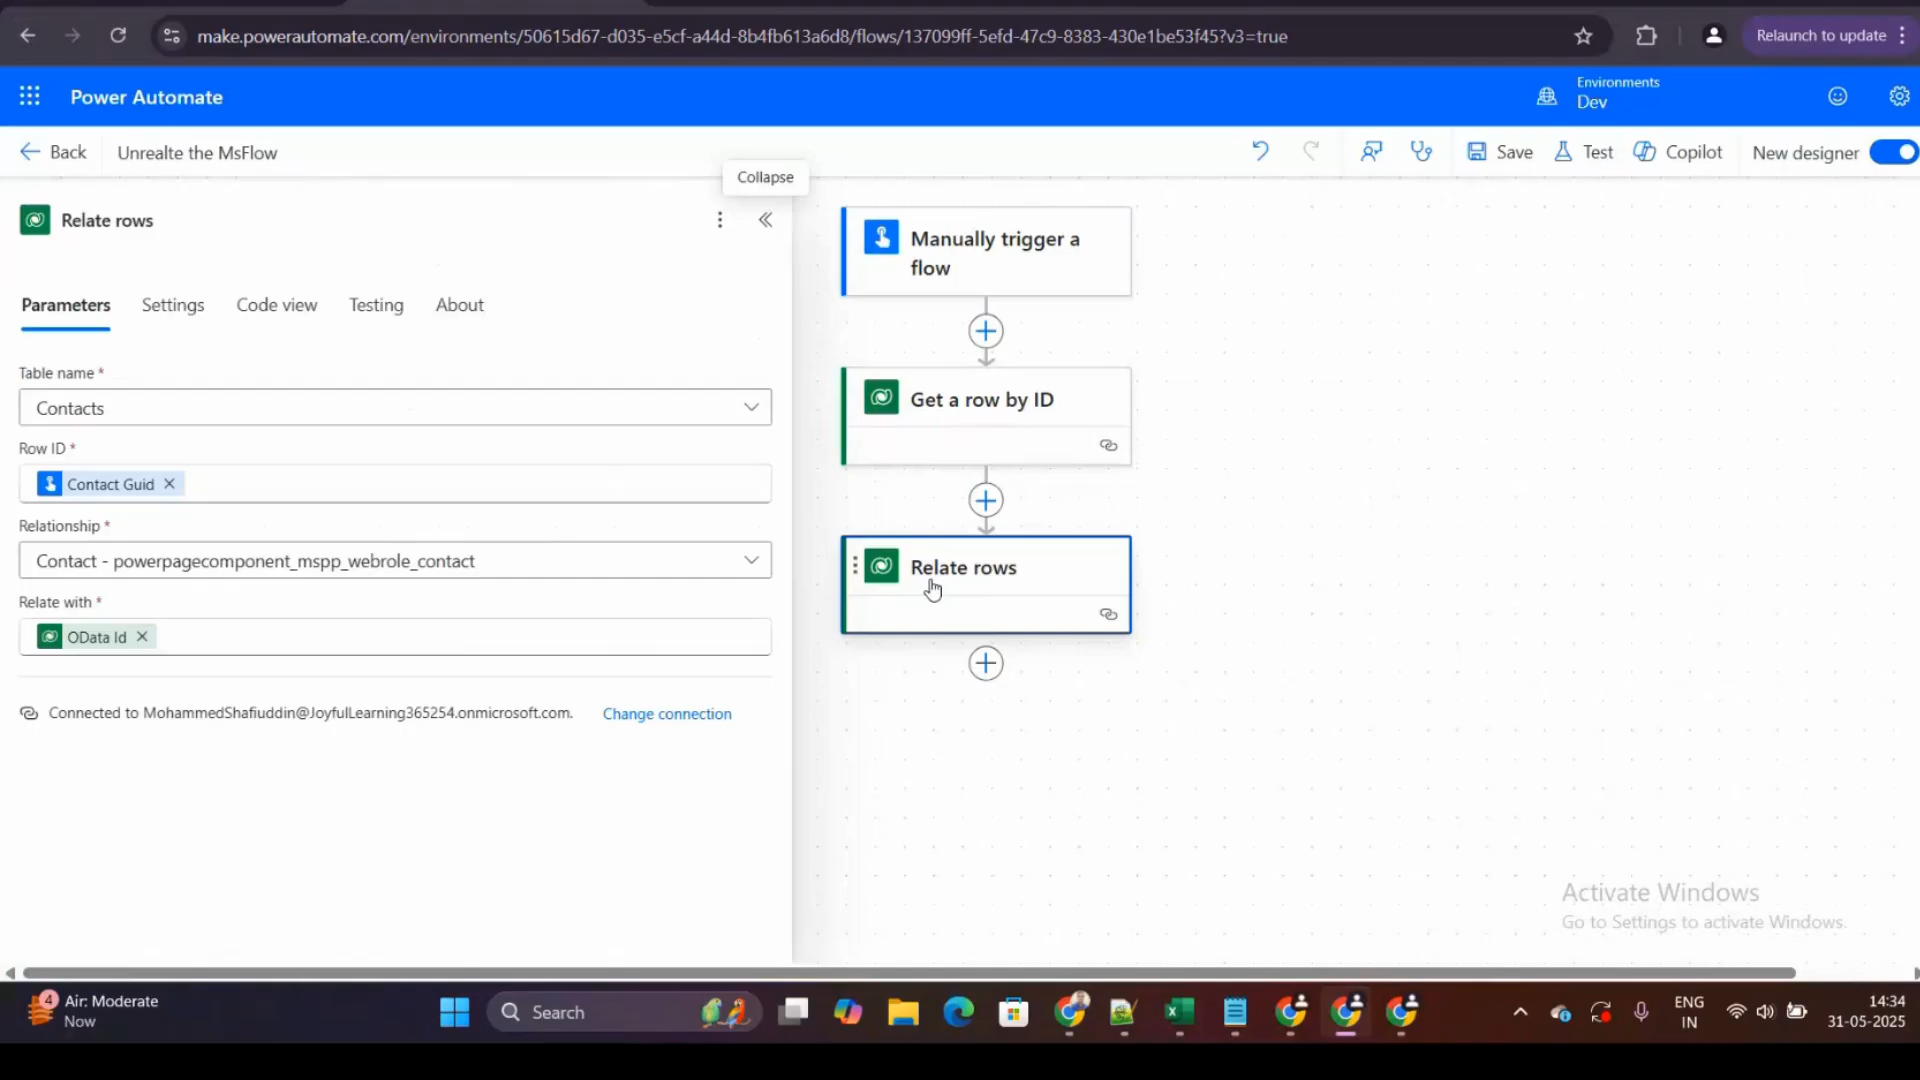 make.powerautomate.com/environments/50615d67-d035-e5cf-a44d-8b4fb613a6d8/flows/137099ff-5efd-47c9-8383-430e1be53f45?v3=true
Relaunch to update
Power Automate
Environments
Dev
Back
Unrealte the MsFlow
Save
Test
Copilot
New designer
Collapse
Relate rows
Parameters
Settings
Code view
Testing
About
Table name *
Contacts
Row ID *
Contact Guid
Relationship *
Contact - powerpagecomponent_mspp_webrole_contact
Relate with *
OData Id
Connected to MohammedShafiuddin@JoyfulLearning365254.onmicrosoft.com.
Change connection
Manually trigger a
flow
Get a row by ID
Relate rows
Activate Windows
Go to Settings to activate Windows.
4
Air: Moderate
Now
Search
ENG
IN
14:34
31-05-2025